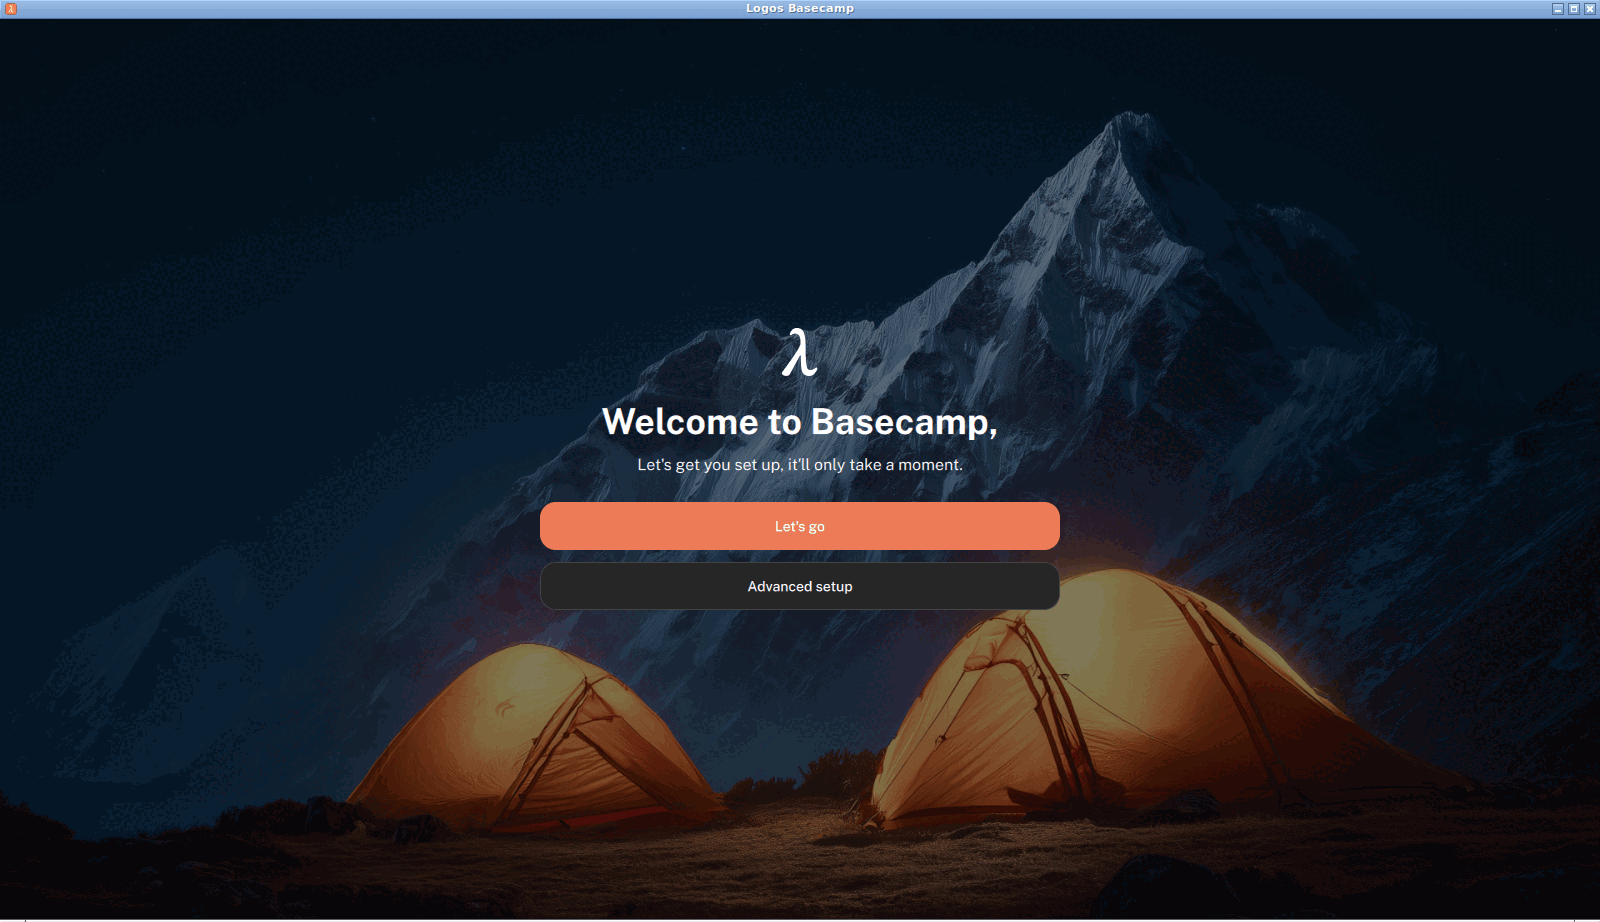 Logos Basecamp
λ
Welcome to Basecamp,
Let's get you set up, it'll only take a moment.
Let's go
Advanced setup